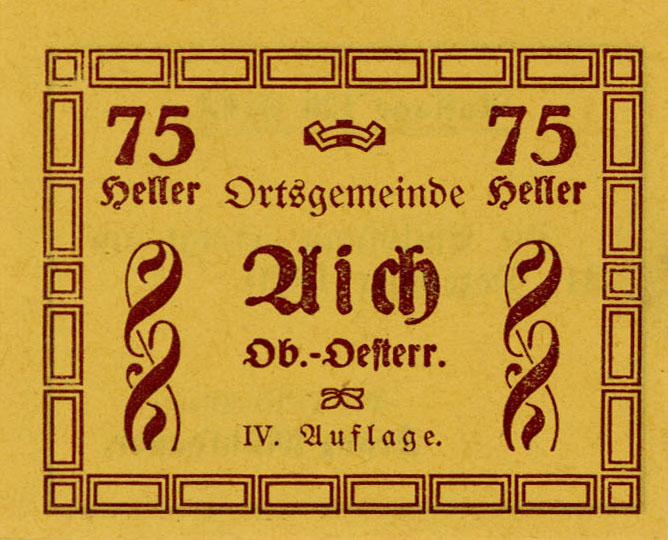 75 75
Heller Ortsgemeinde Heller
Aich
Ob.-Oesterr.
IV. Auflage.